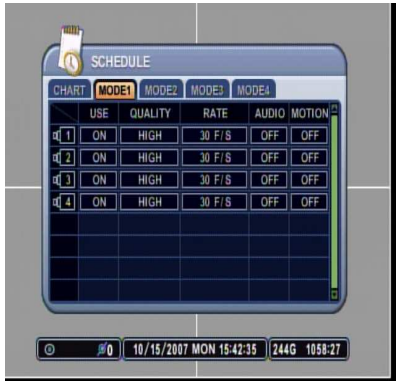 SCHEDULE
CHART MODE1 MODE2 MODE3 MODE4
USE QUALITY RATE AUDIO MOTION
1 ON HIGH 30 F/S OFF OFF
2 ON HIGH 30 F/S OFF OFF
3 ON HIGH 30 F/S OFF OFF
4 ON HIGH 30 F/S OFF OFF
0 10/15/2007 MON 15:42:35 244G 1058:27